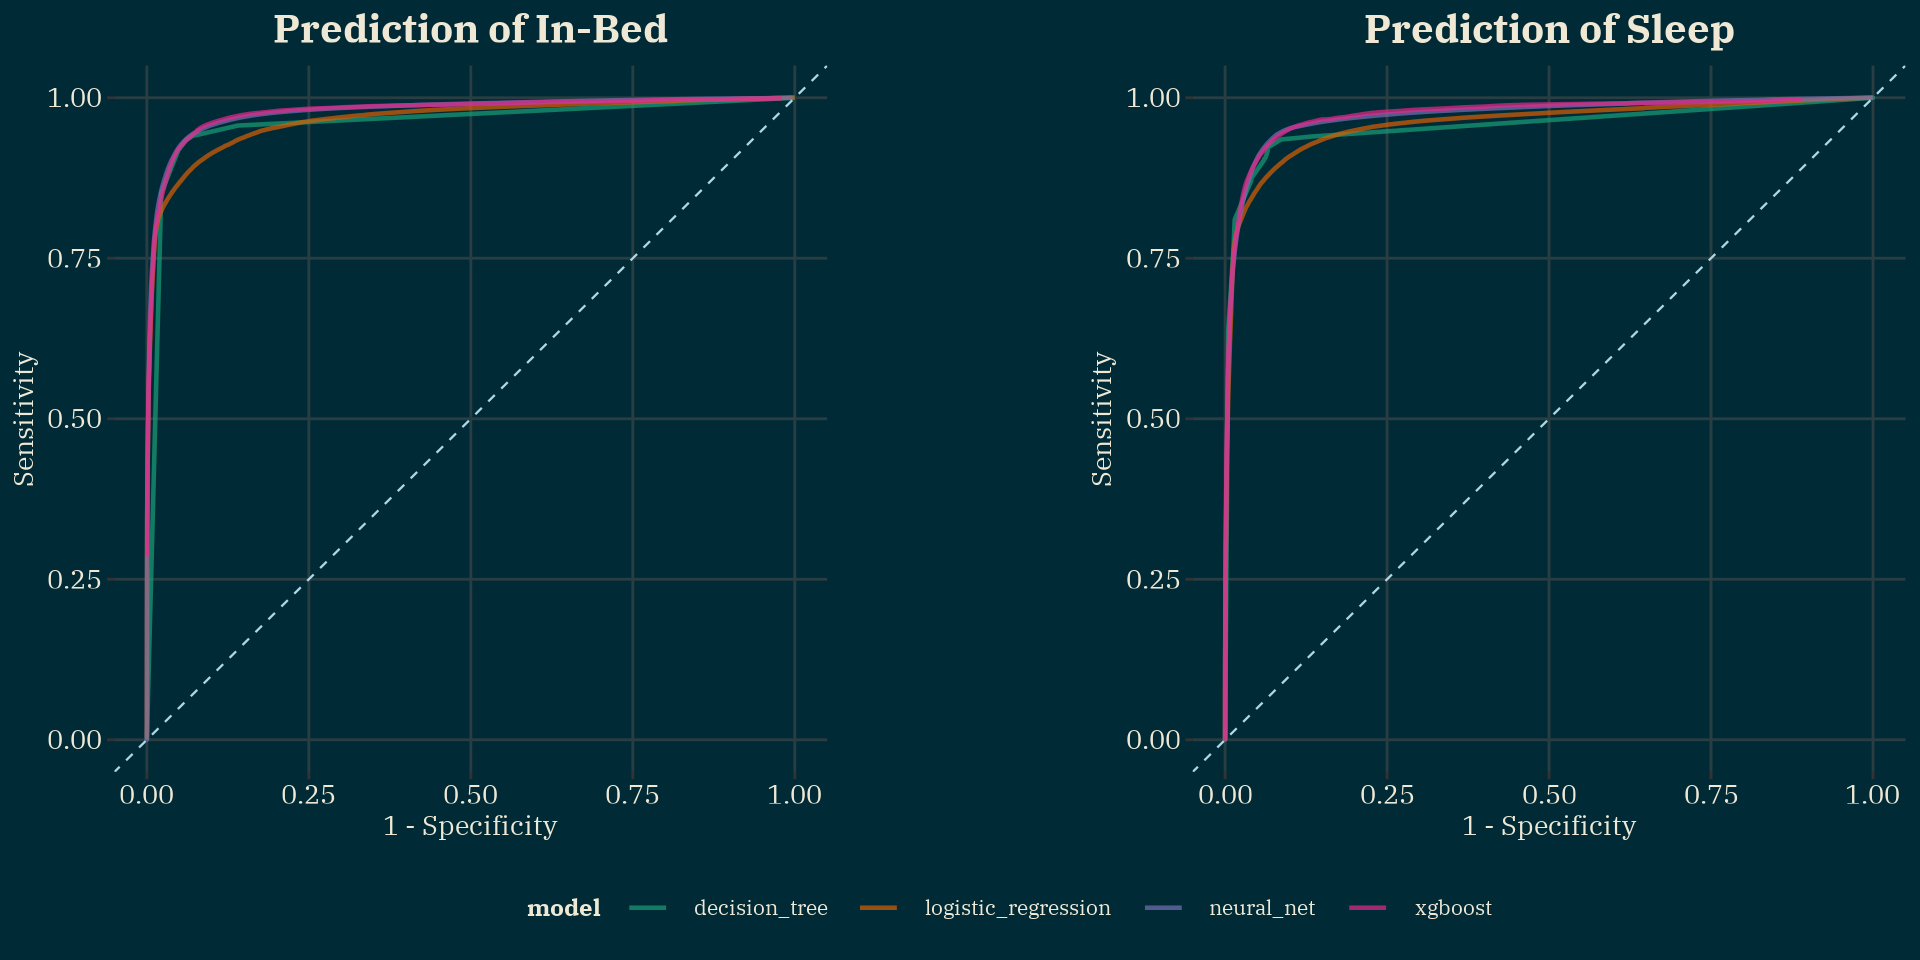 Prediction of In-Bed
Sensitivity
1.00
0.75
0.50
0.25
0.00
0.00 0.25 0.50 0.75 1.00
1 - Specificity
Prediction of Sleep
Sensitivity
1.00
0.75
0.50
0.25
0.00
0.00 0.25 0.50 0.75 1.00
1 - Specificity
model decision_tree logistic_regression neural_net xgboost